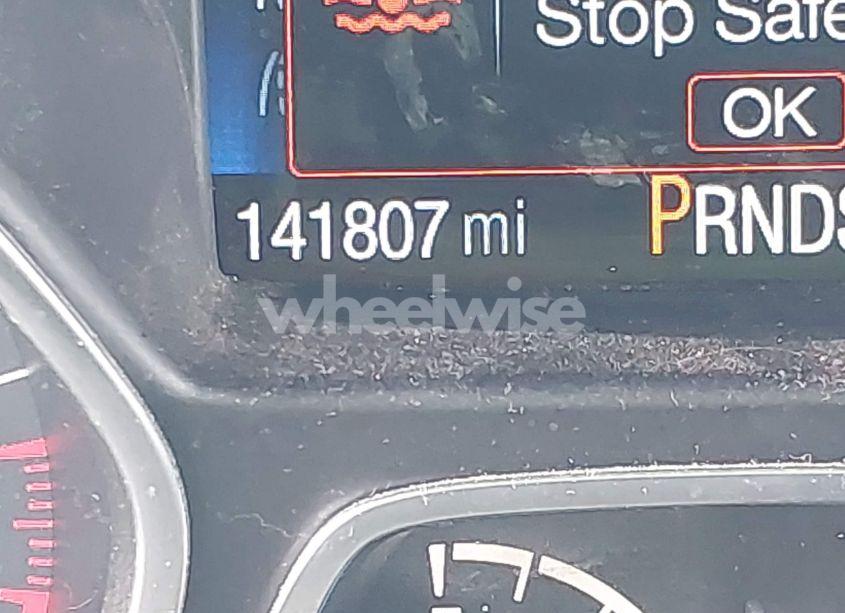 Stop Safe
OK
141807 mi
PRNDS
wheelwise